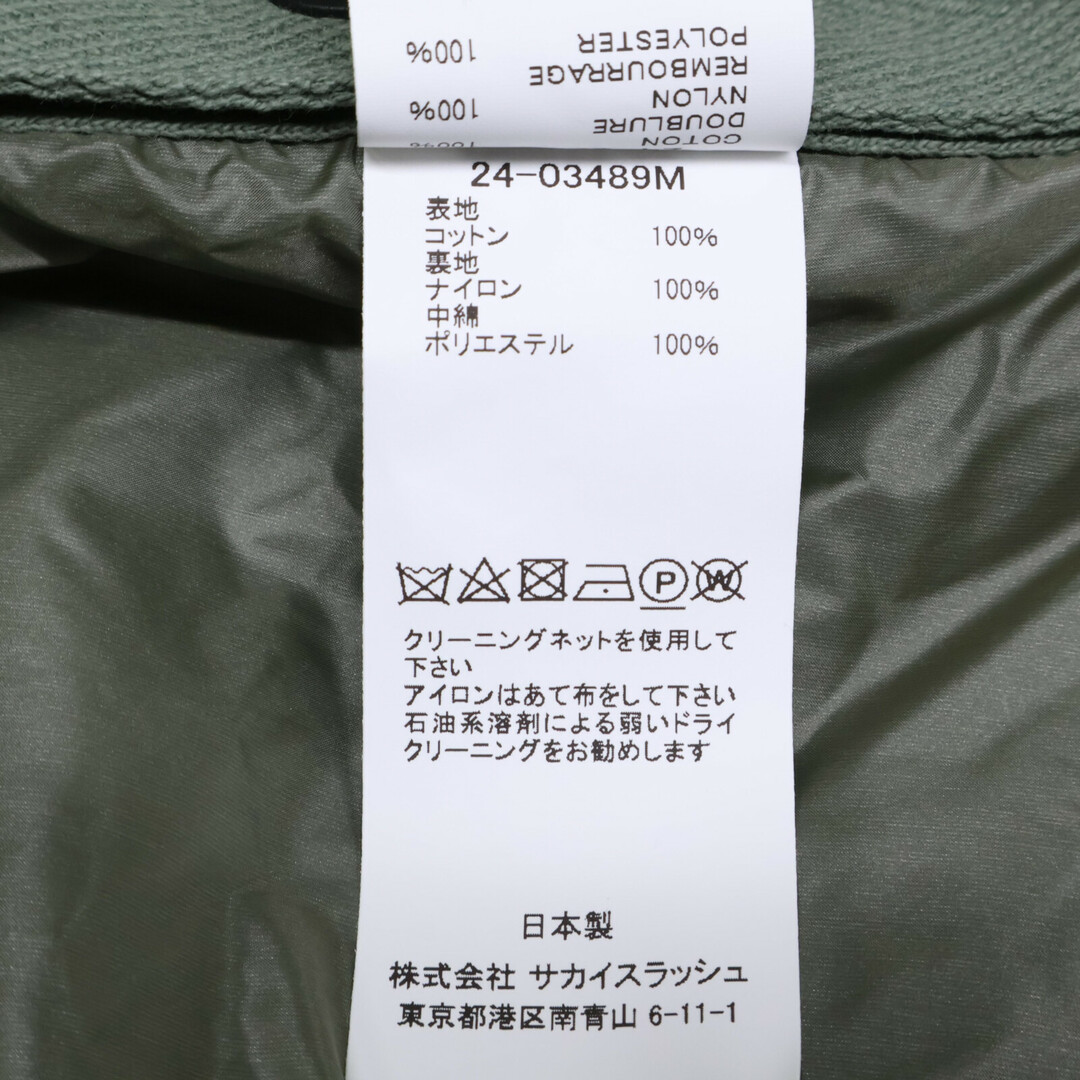 COTON 100%
DOUBLURE
NYLON 100%
REMBOURRAGE
POLYESTER 100%
24-03489M
表地
コットン 100%
裏地
ナイロン 100%
中綿
ポリエステル 100%
P W
クリーニングネットを使用して
下さい
アイロンはあて布をして下さい
石油系溶剤による弱いドライ
クリーニングをお勧めします
日本製
株式会社 サカイスラッシュ
東京都港区南青山 6-11-1